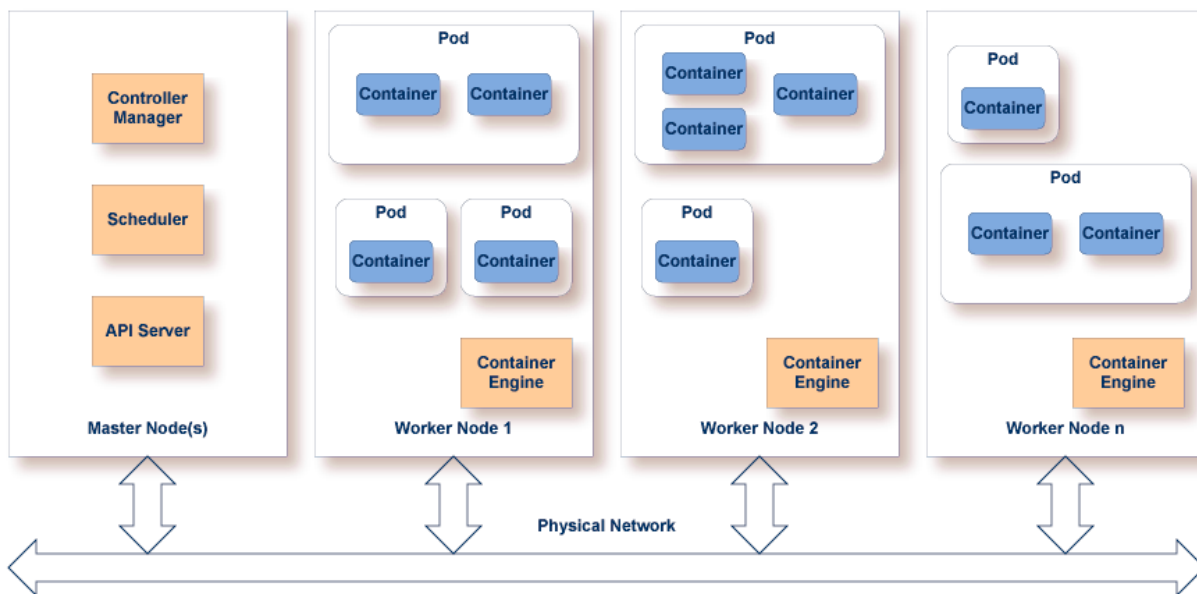 Controller
Manager
Scheduler
API Server
Master Node(s)
Pod
Container
Container
Pod
Container
Pod
Container
Container
Engine
Worker Node 1
Pod
Container
Container
Container
Pod
Container
Container
Engine
Worker Node 2
Pod
Container
Pod
Container
Container
Container
Engine
Worker Node n
Physical Network